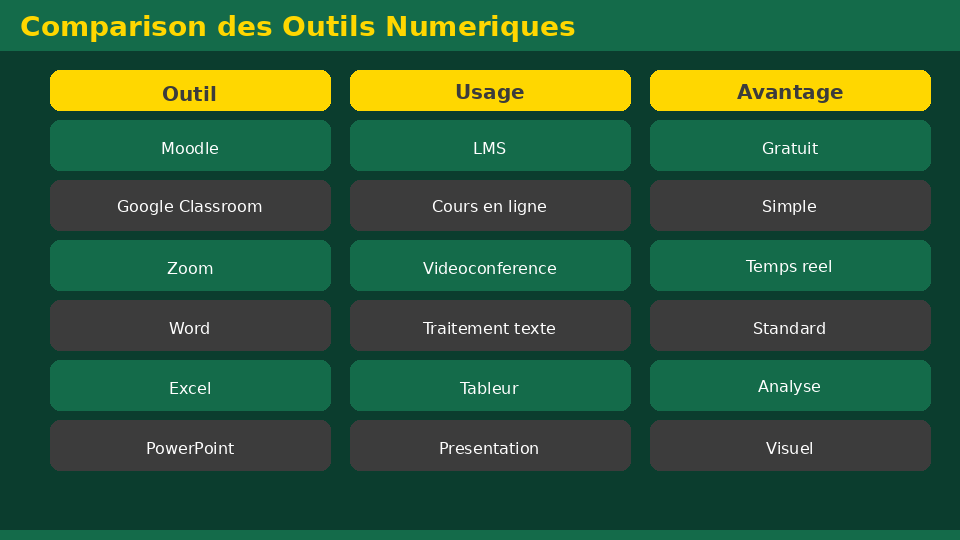 Comparison des Outils Numeriques
Outil Usage Avantage
Moodle LMS Gratuit
Google Classroom Cours en ligne Simple
Zoom Videoconference Temps reel
Word Traitement texte Standard
Excel Tableur Analyse
PowerPoint Presentation Visuel